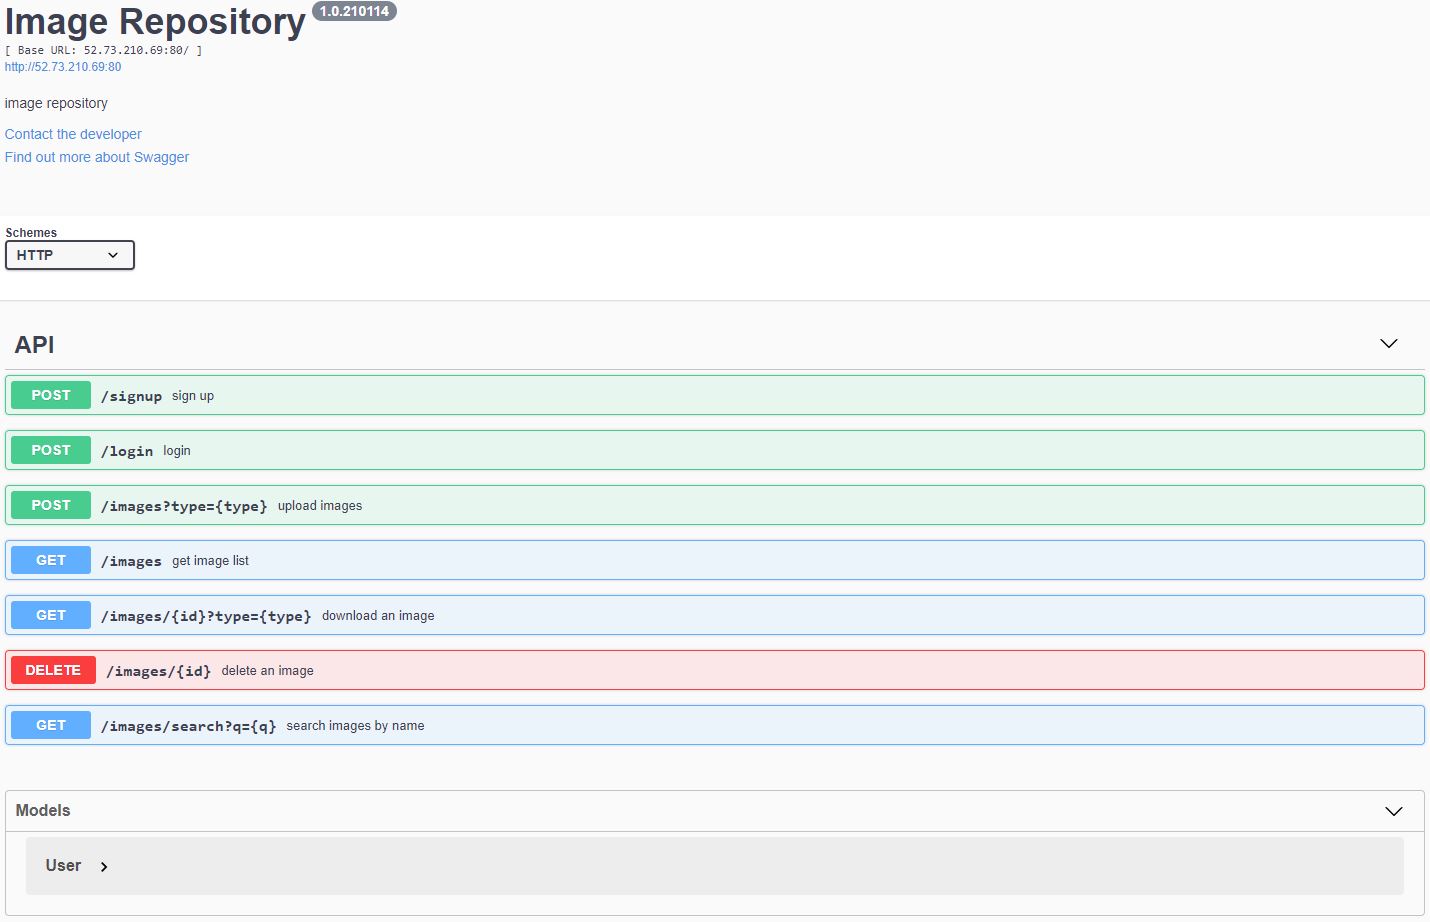 Image Repository 1.0.210114
[ Base URL: 52.73.210.69:80/ ]
http://52.73.210.69:80
image repository
Contact the developer
Find out more about Swagger
Schemes
HTTP
API
POST /signup sign up
POST /login login
POST /images?type={type} upload images
GET /images get image list
GET /images/{id}?type={type} download an image
DELETE /images/{id} delete an image
GET /images/search?q={q} search images by name
Models
User